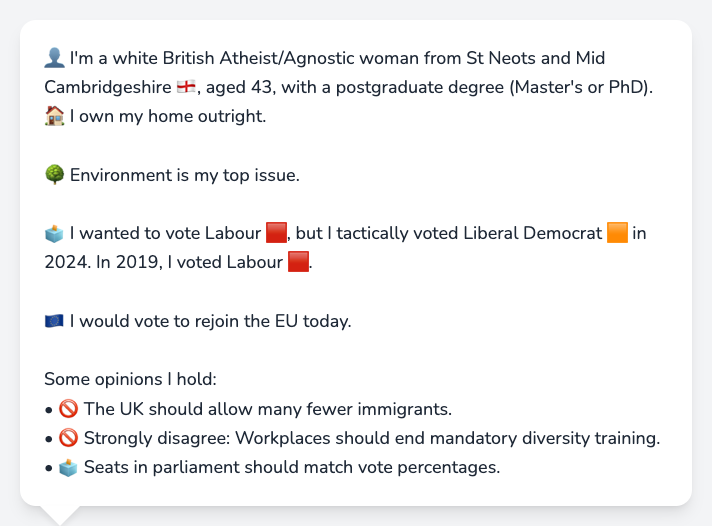 👤 I'm a white British Atheist/Agnostic woman from St Neots and Mid
Cambridgeshire 🏴󠁧󠁢󠁥󠁮󠁧󠁿, aged 43, with a postgraduate degree (Master's or PhD).
🏠 I own my home outright.
🌳 Environment is my top issue.
🗳️ I wanted to vote Labour 🟥, but I tactically voted Liberal Democrat 🟧 in
2024. In 2019, I voted Labour 🟥.
🇪🇺 I would vote to rejoin the EU today.
Some opinions I hold:
• 🚫 The UK should allow many fewer immigrants.
• 🚫 Strongly disagree: Workplaces should end mandatory diversity training.
• 🗳️ Seats in parliament should match vote percentages.